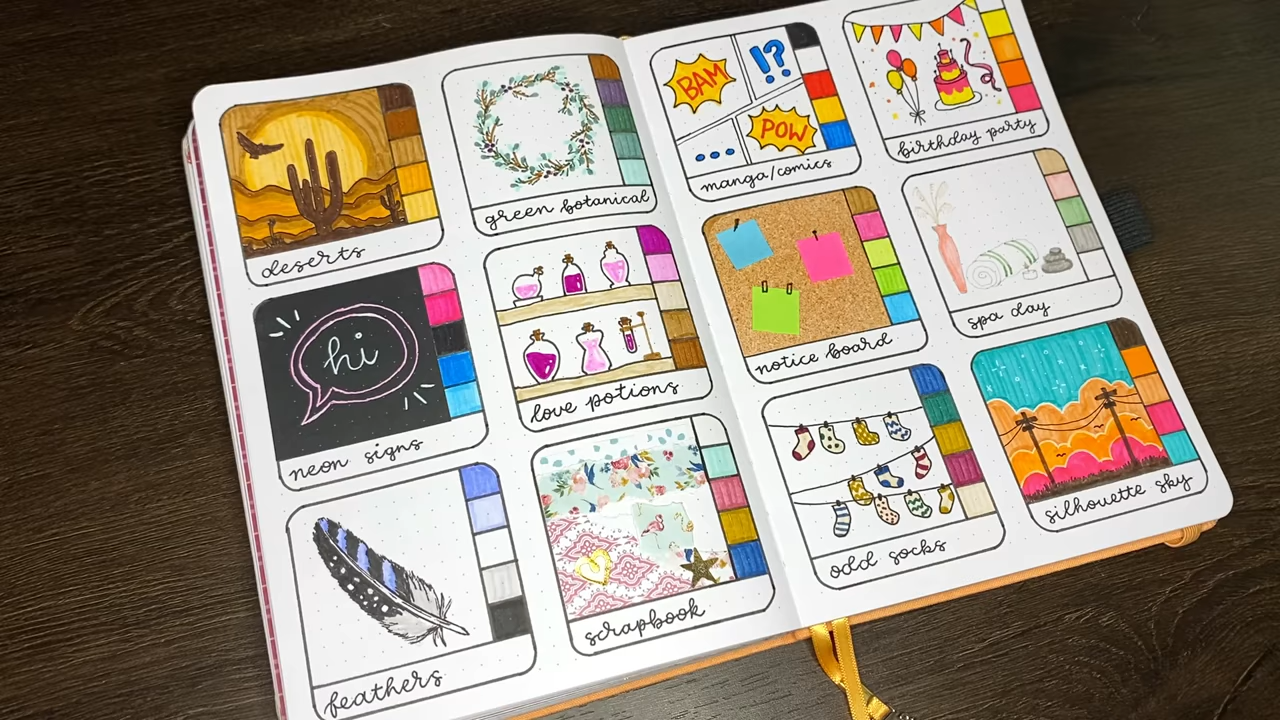 deserts
green botanical
hi
neon signs
love potions
feathers
scrapbook
BAM
!?
POW
...
manga/comics
birthday party
notice board
spa day
odd socks
silhouette sky